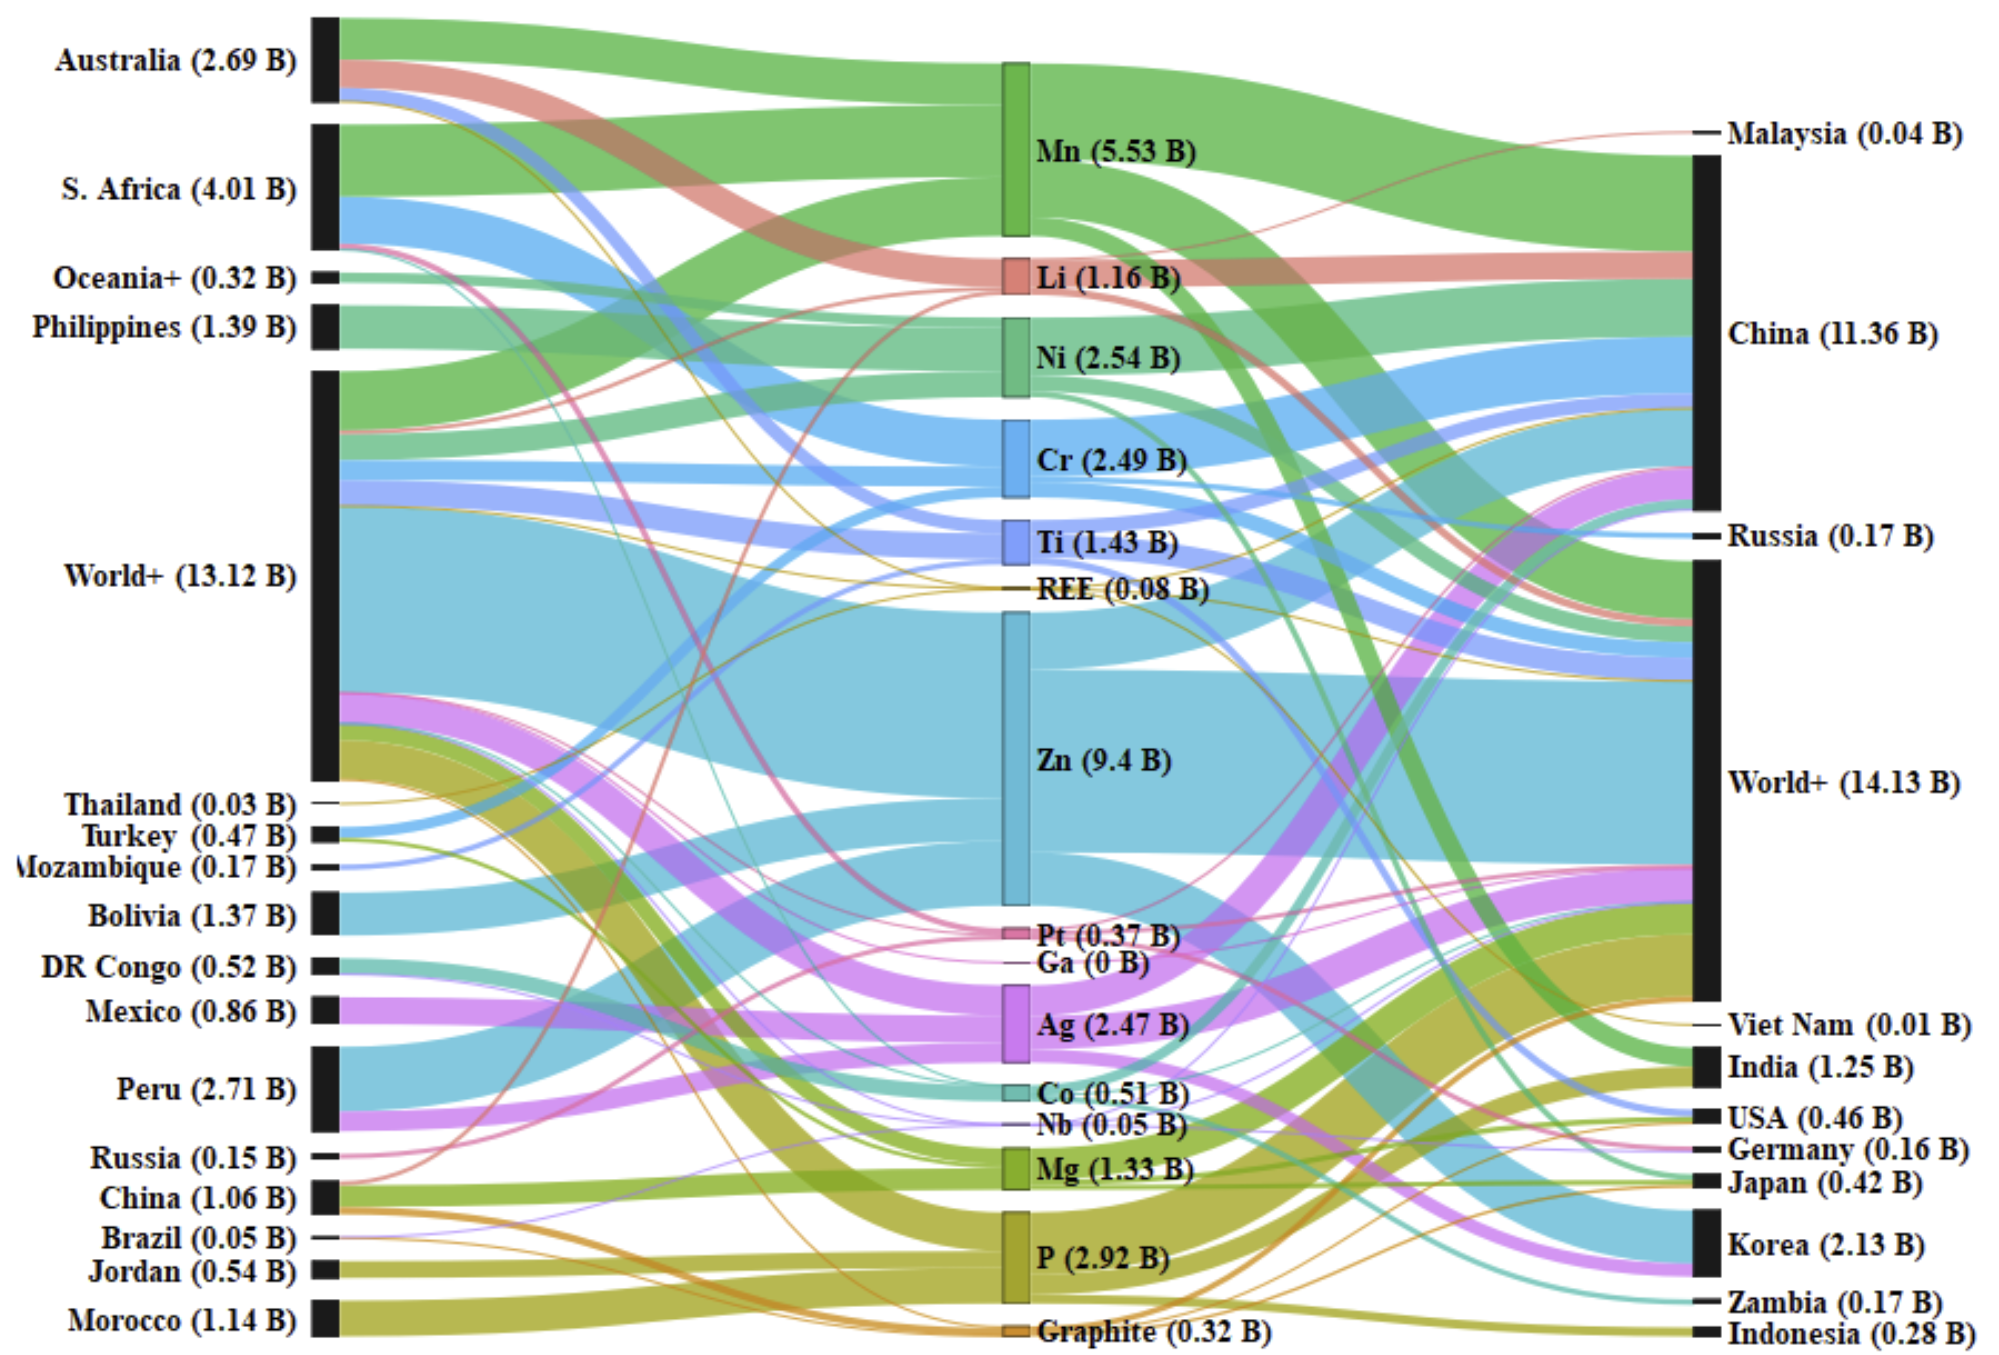 Australia (2.69 B)
S. Africa (4.01 B)
Oceania+ (0.32 B)
Philippines (1.39 B)
World+ (13.12 B)
Thailand (0.03 B)
Turkey (0.47 B)
Mozambique (0.17 B)
Bolivia (1.37 B)
DR Congo (0.52 B)
Mexico (0.86 B)
Peru (2.71 B)
Russia (0.15 B)
China (1.06 B)
Brazil (0.05 B)
Jordan (0.54 B)
Morocco (1.14 B)
Mn (5.53 B)
Li (1.16 B)
Ni (2.54 B)
Cr (2.49 B)
Ti (1.43 B)
REE (0.08 B)
Zn (9.4 B)
Pt (0.37 B)
Ga (0 B)
Ag (2.47 B)
Co (0.51 B)
Nb (0.05 B)
Mg (1.33 B)
P (2.92 B)
Graphite (0.32 B)
Malaysia (0.04 B)
China (11.36 B)
Russia (0.17 B)
World+ (14.13 B)
Viet Nam (0.01 B)
India (1.25 B)
USA (0.46 B)
Germany (0.16 B)
Japan (0.42 B)
Korea (2.13 B)
Zambia (0.17 B)
Indonesia (0.28 B)